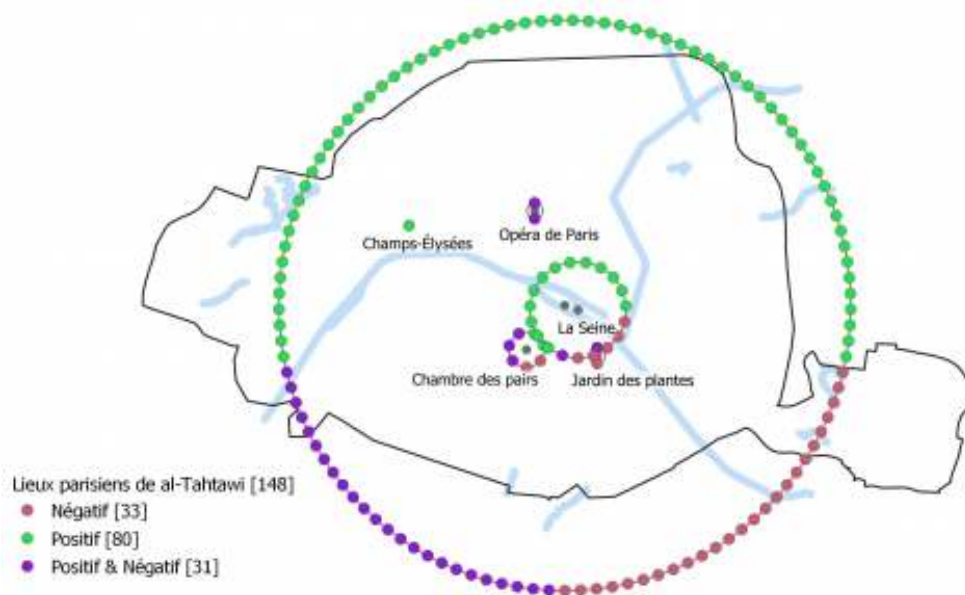 Champs-Élysées
Opéra de Paris
La Seine
Chambre des pairs
Jardin des plantes
Lieux parisiens de al-Tahtawi [148]
Négatif [33]
Positif [80]
Positif & Négatif [31]